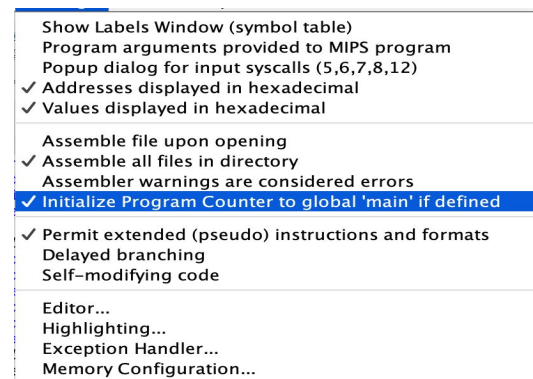 Show Labels Window (symbol table)
Program arguments provided to MIPS program
Popup dialog for input syscalls (5,6,7,8,12)
✓ Addresses displayed in hexadecimal
✓ Values displayed in hexadecimal
Assemble file upon opening
✓ Assemble all files in directory
Assembler warnings are considered errors
✓ Initialize Program Counter to global 'main' if defined
✓ Permit extended (pseudo) instructions and formats
Delayed branching
Self-modifying code
Editor...
Highlighting...
Exception Handler...
Memory Configuration...